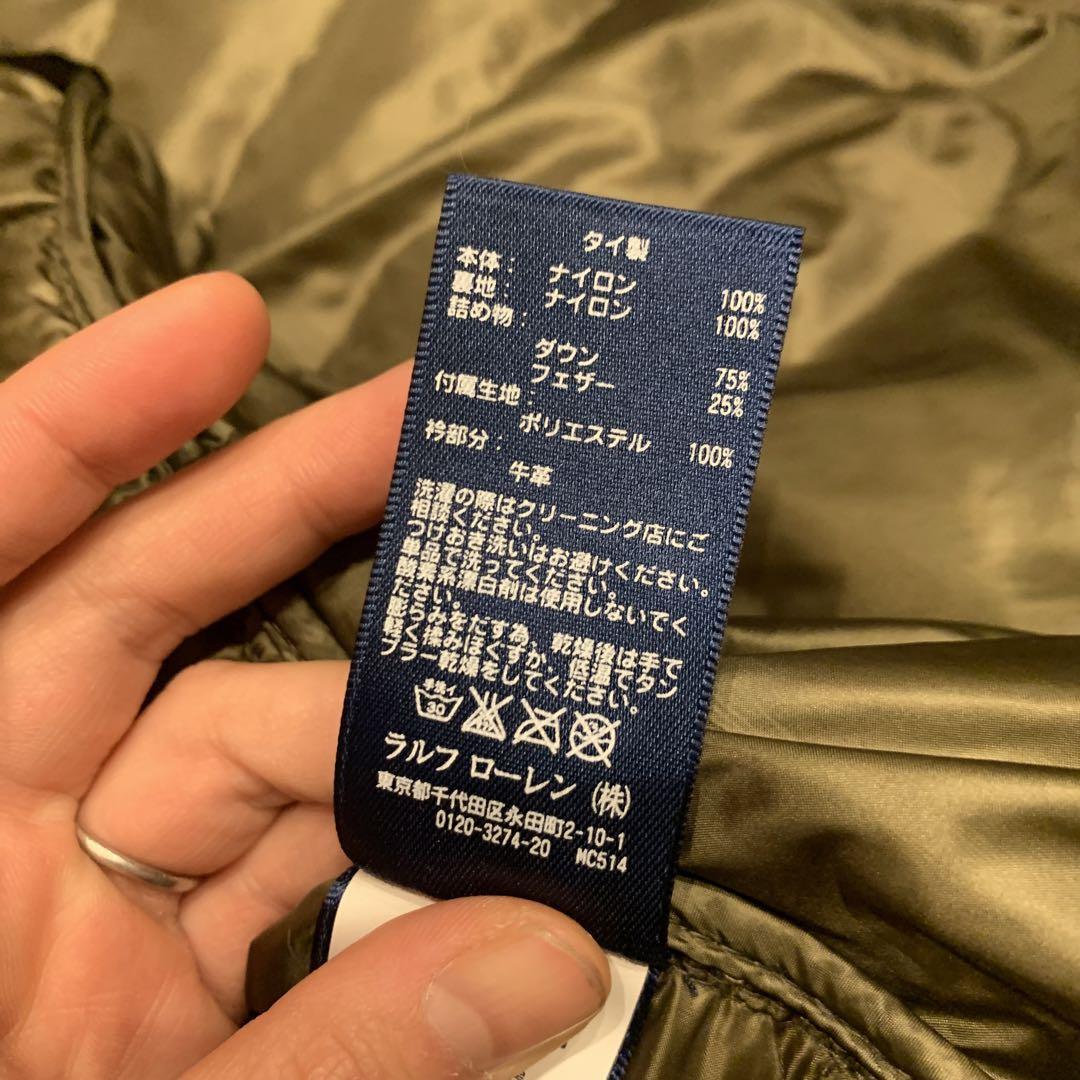 タイ製
本体： ナイロン 100%
裏地： ナイロン 100%
詰め物：
ダウン 75%
フェザー 25%
付属生地：
ポリエステル 100%
衿部分：
牛革
洗濯の際はクリーニング店にご
相談ください。
つけおき洗いはお避けください。
単品で洗ってください。
酸素系漂白剤は使用しないでく
ださい。
膨らみをだす為、乾燥後は手で
軽く揉みほぐすか、低温でタン
ブラー乾燥をしてください。
手洗イ
30
ラルフ ローレン（株）
東京都千代田区永田町2-10-1
0120-3274-20 MC514